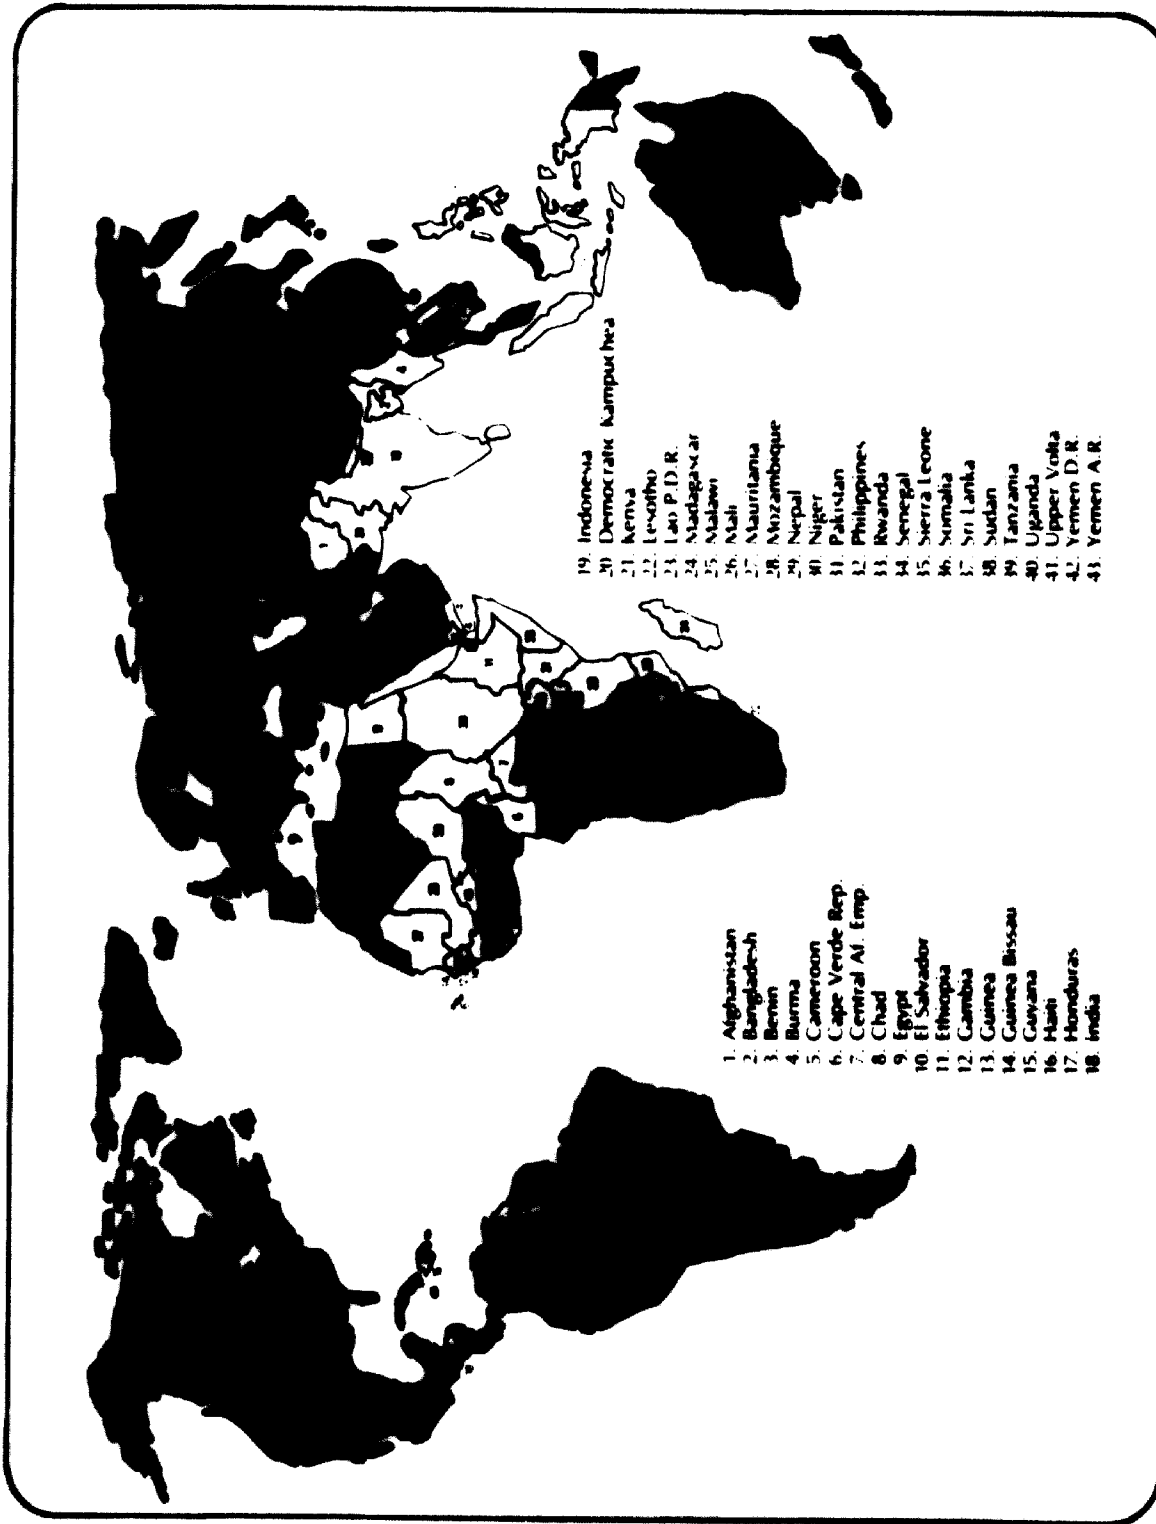 1. Afghanistan
2. Bangladesh
3. Benin
4. Burma
5. Cameroon
6. Cape Verde Rep.
7. Central Af. Emp.
8. Chad
9. Egypt
10. El Salvador
11. Ethiopia
12. Gambia
13. Guinea
14. Guinea Bissau
15. Guyana
16. Haiti
17. Honduras
18. India
19. Indonesia
20. Democratic Kampuchea
21. Kenya
22. Lesotho
23. Lao P.D.R.
24. Madagascar
25. Malawi
26. Mali
27. Mauritania
28. Mozambique
29. Nepal
30. Niger
31. Pakistan
32. Philippines
33. Rwanda
34. Senegal
35. Sierra Leone
36. Somalia
37. Sri Lanka
38. Sudan
39. Tanzania
40. Uganda
41. Upper Volta
42. Yemen D.R.
43. Yemen A.R.